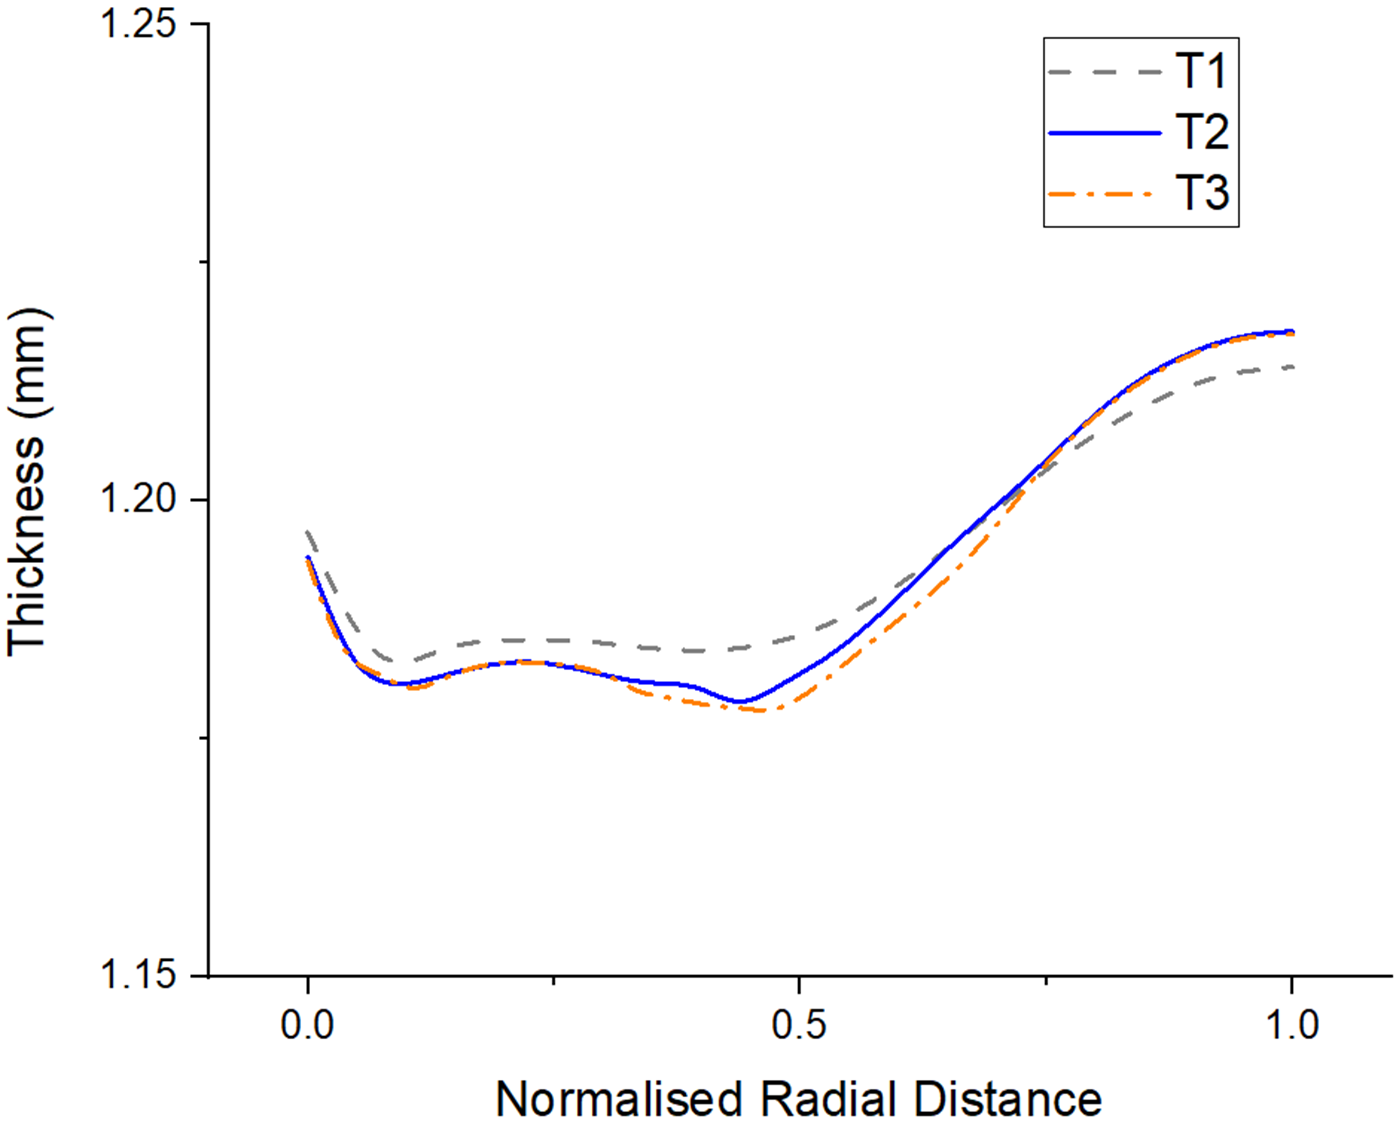 1.25
T1
T2
T3
Thickness (mm)
1.20
1.15
0.0
0.5
1.0
Normalised Radial Distance